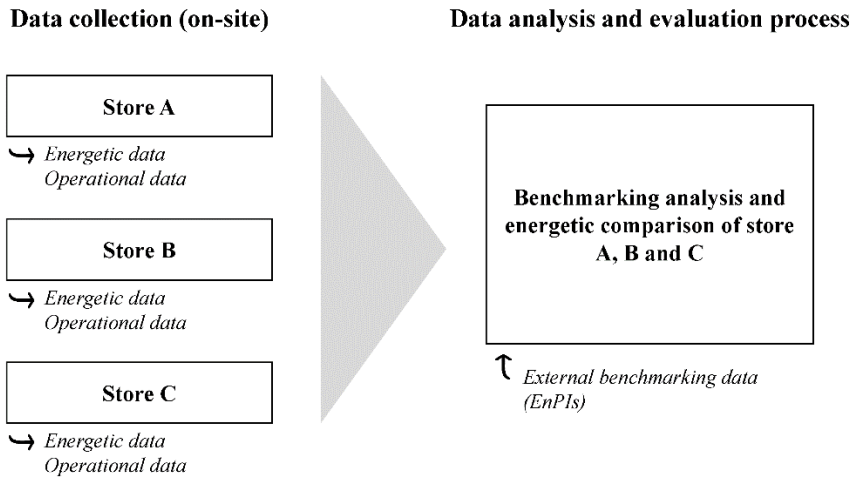 Data collection (on-site)
Store A
Energetic data
Operational data
Store B
Energetic data
Operational data
Store C
Energetic data
Operational data
Data analysis and evaluation process
Benchmarking analysis and
energetic comparison of store
A, B and C
External benchmarking data
(EnPIs)